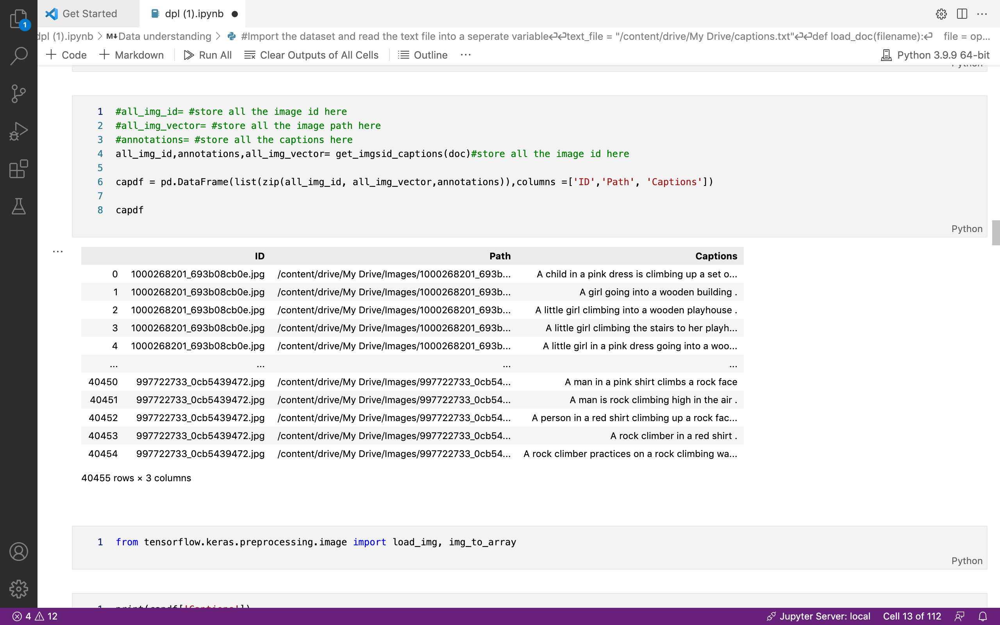 Get Started
dpl (1).ipynb
dpl (1).ipynb > M↓Data understanding > #Import the dataset and read the text file into a seperate variable⏎⏎text_file = "/content/drive/My Drive/captions.txt"⏎⏎def load_doc(filename):⏎ file = op...
+ Code + Markdown Run All Clear Outputs of All Cells Outline ... Python 3.9.9 64-bit
1
1 #all_img_id= #store all the image id here
2 #all_img_vector= #store all the image path here
3 #annotations= #store all the captions here
4 all_img_id,annotations,all_img_vector= get_imgsid_captions(doc)#store all the image id here
5
6 capdf = pd.DataFrame(list(zip(all_img_id, all_img_vector,annotations)),columns =['ID','Path', 'Captions'])
7
8 capdf
Python
...
ID Path Captions
0 1000268201_693b08cb0e.jpg /content/drive/My Drive/Images/1000268201_693b... A child in a pink dress is climbing up a set o...
1 1000268201_693b08cb0e.jpg /content/drive/My Drive/Images/1000268201_693b... A girl going into a wooden building .
2 1000268201_693b08cb0e.jpg /content/drive/My Drive/Images/1000268201_693b... A little girl climbing into a wooden playhouse .
3 1000268201_693b08cb0e.jpg /content/drive/My Drive/Images/1000268201_693b... A little girl climbing the stairs to her playh...
4 1000268201_693b08cb0e.jpg /content/drive/My Drive/Images/1000268201_693b... A little girl in a pink dress going into a woo...
... ... ... ...
40450 997722733_0cb5439472.jpg /content/drive/My Drive/Images/997722733_0cb54... A man in a pink shirt climbs a rock face
40451 997722733_0cb5439472.jpg /content/drive/My Drive/Images/997722733_0cb54... A man is rock climbing high in the air .
40452 997722733_0cb5439472.jpg /content/drive/My Drive/Images/997722733_0cb54... A person in a red shirt climbing up a rock fac...
40453 997722733_0cb5439472.jpg /content/drive/My Drive/Images/997722733_0cb54... A rock climber in a red shirt .
40454 997722733_0cb5439472.jpg /content/drive/My Drive/Images/997722733_0cb54... A rock climber practices on a rock climbing wa...
40455 rows × 3 columns
1 from tensorflow.keras.preprocessing.image import load_img, img_to_array
Python
1 print(capdf['Captions'])
4 12 Jupyter Server: local Cell 13 of 112